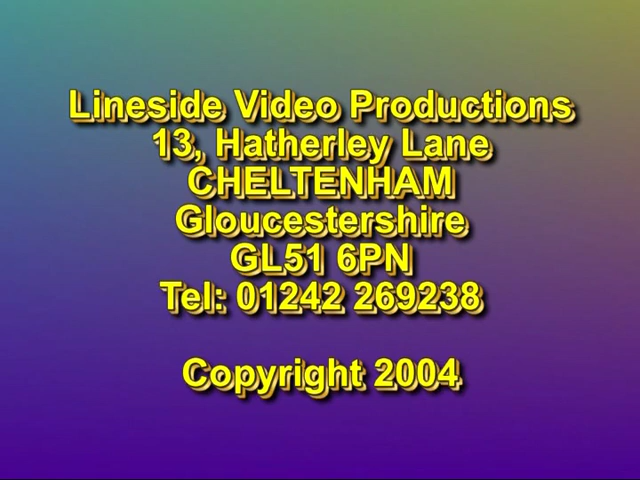 Lineside Video Productions
13, Hatherley Lane
CHELTENHAM
Gloucestershire
GL51 6PN
Tel: 01242 269238
Copyright 2004